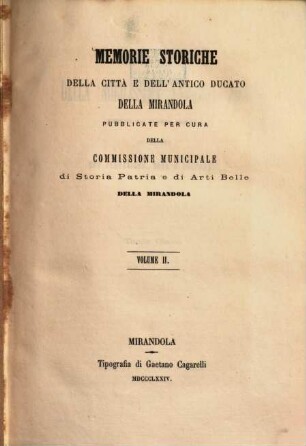 MEMORIE STORICHE
DELLA CITTÀ E DELL'ANTICO DUCATO
DELLA MIRANDOLA
PUBBLICATE PER CURA
DELLA
COMMISSIONE MUNICIPALE
di Storia Patria e di Arti Belle
DELLA MIRANDOLA
VOLUME II.
MIRANDOLA
Tipografia di Gaetano Cagarelli
MDCCCLXXIV.